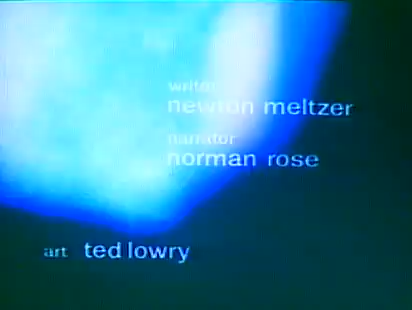 writer
newton meltzer
narrator
norman rose
art ted lowry